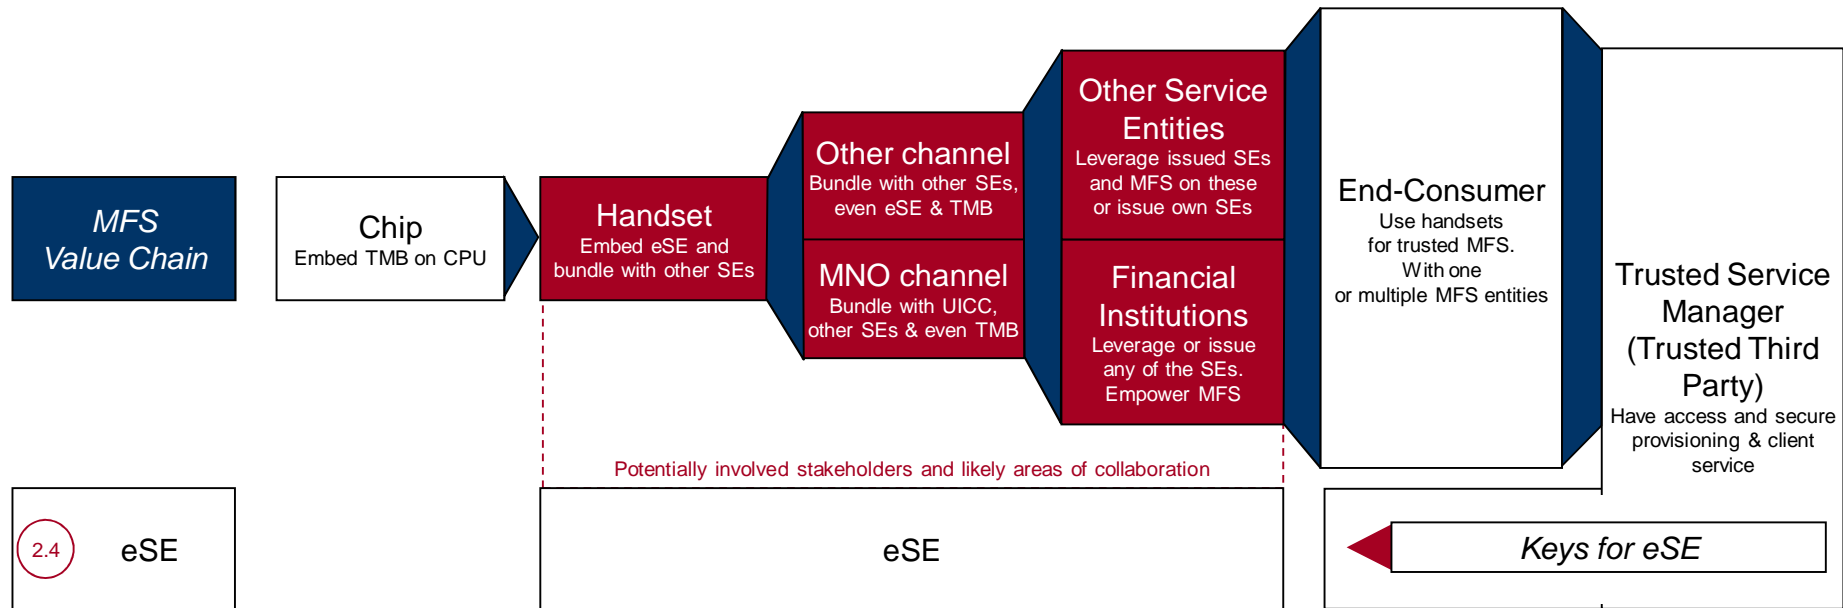 MFS
Value Chain
Chip
Embed TMB on CPU
Handset
Embed eSE and
bundle with other SEs
Other channel
Bundle with other SEs,
even eSE & TMB
MNO channel
Bundle with UICC,
other SEs & even TMB
Other Service
Entities
Leverage issued SEs
and MFS on these
or issue own SEs
Financial
Institutions
Leverage or issue
any of the SEs.
Empower MFS
End-Consumer
Use handsets
for trusted MFS.
With one
or multiple MFS entities
Trusted Service
Manager
(Trusted Third
Party)
Have access and secure
provisioning & client
service
Potentially involved stakeholders and likely areas of collaboration
2.4
eSE
eSE
Keys for eSE